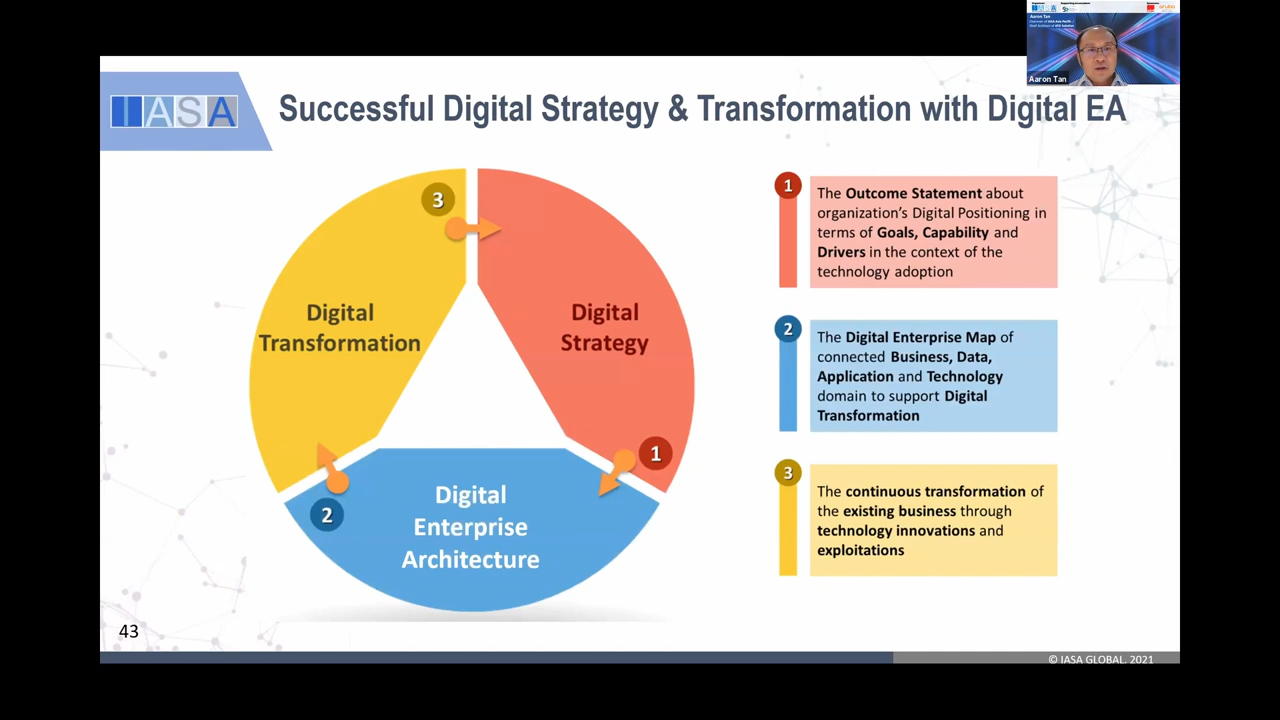 Aaron Tan
Aaron Tan
IASA
Successful Digital Strategy & Transformation with Digital EA
3
Digital
Transformation
Digital
Strategy
1
2
Digital
Enterprise
Architecture
1
The Outcome Statement about
organization's Digital Positioning in
terms of Goals, Capability and
Drivers in the context of the
technology adoption
2
The Digital Enterprise Map of
connected Business, Data,
Application and Technology
domain to support Digital
Transformation
3
The continuous transformation of
the existing business through
technology innovations and
exploitations
43
© IASA GLOBAL, 2021